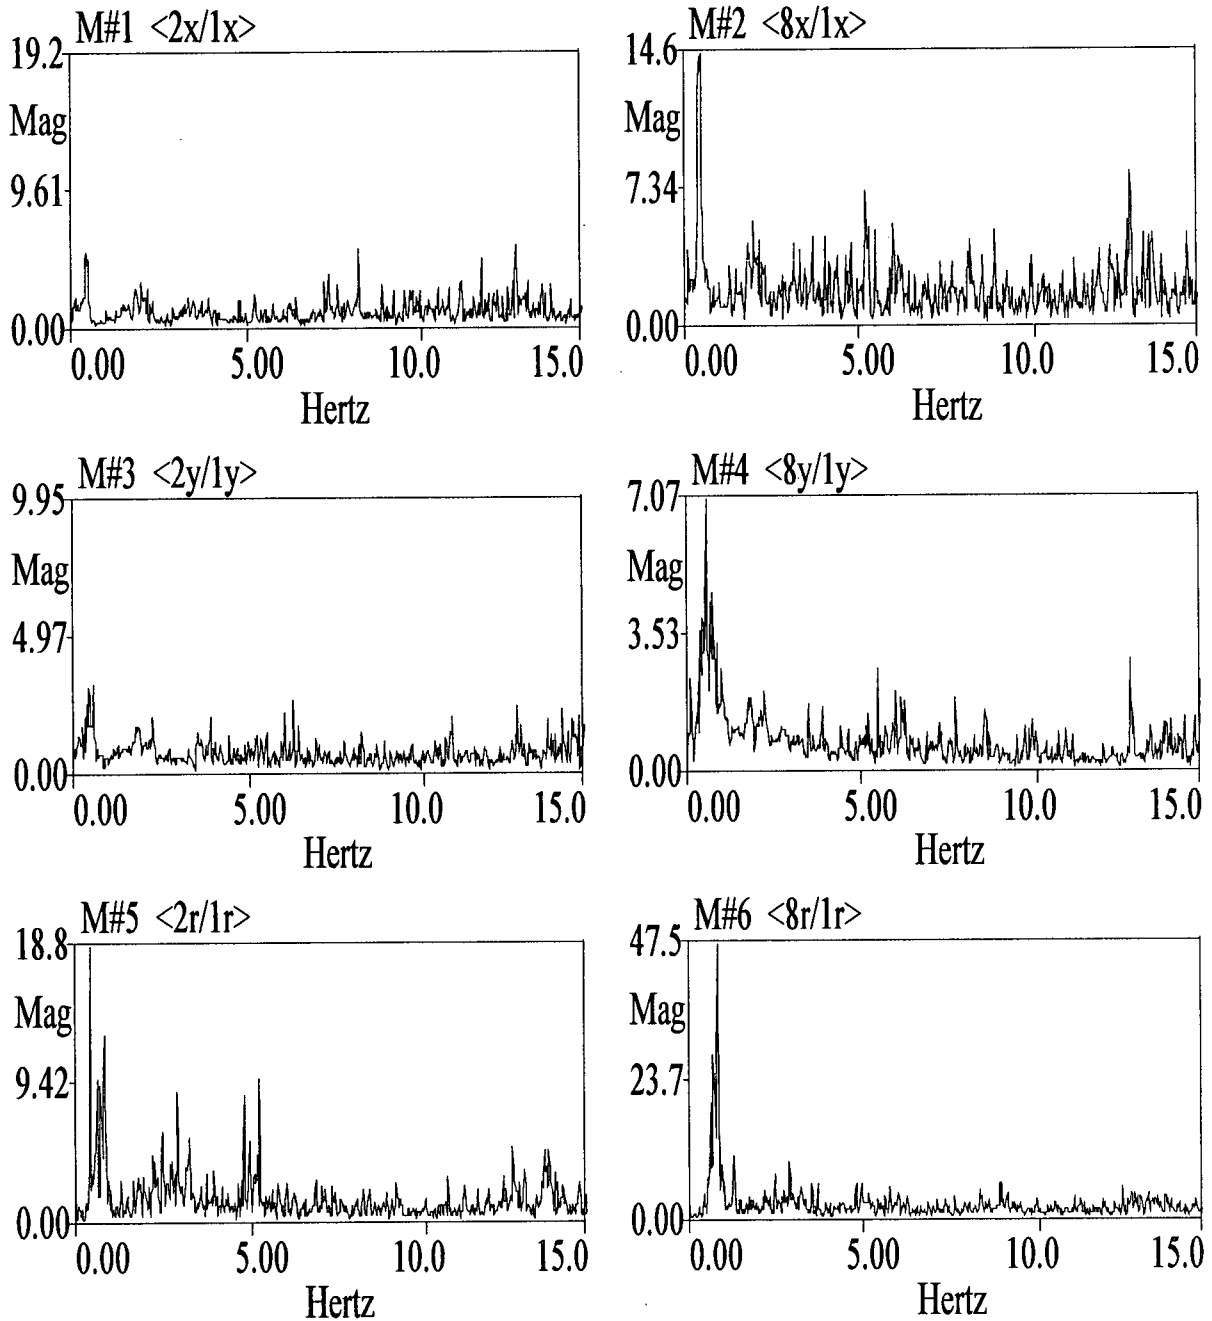 M#1 <2x/1x>
19.2
Mag
9.61
0.00
0.00 5.00 10.0 15.0
Hertz
M#2 <8x/1x>
14.6
Mag
7.34
0.00
0.00 5.00 10.0 15.0
Hertz
M#3 <2y/1y>
9.95
Mag
4.97
0.00
0.00 5.00 10.0 15.0
Hertz
M#4 <8y/1y>
7.07
Mag
3.53
0.00
0.00 5.00 10.0 15.0
Hertz
M#5 <2r/1r>
18.8
Mag
9.42
0.00
0.00 5.00 10.0 15.0
Hertz
M#6 <8r/1r>
47.5
Mag
23.7
0.00
0.00 5.00 10.0 15.0
Hertz